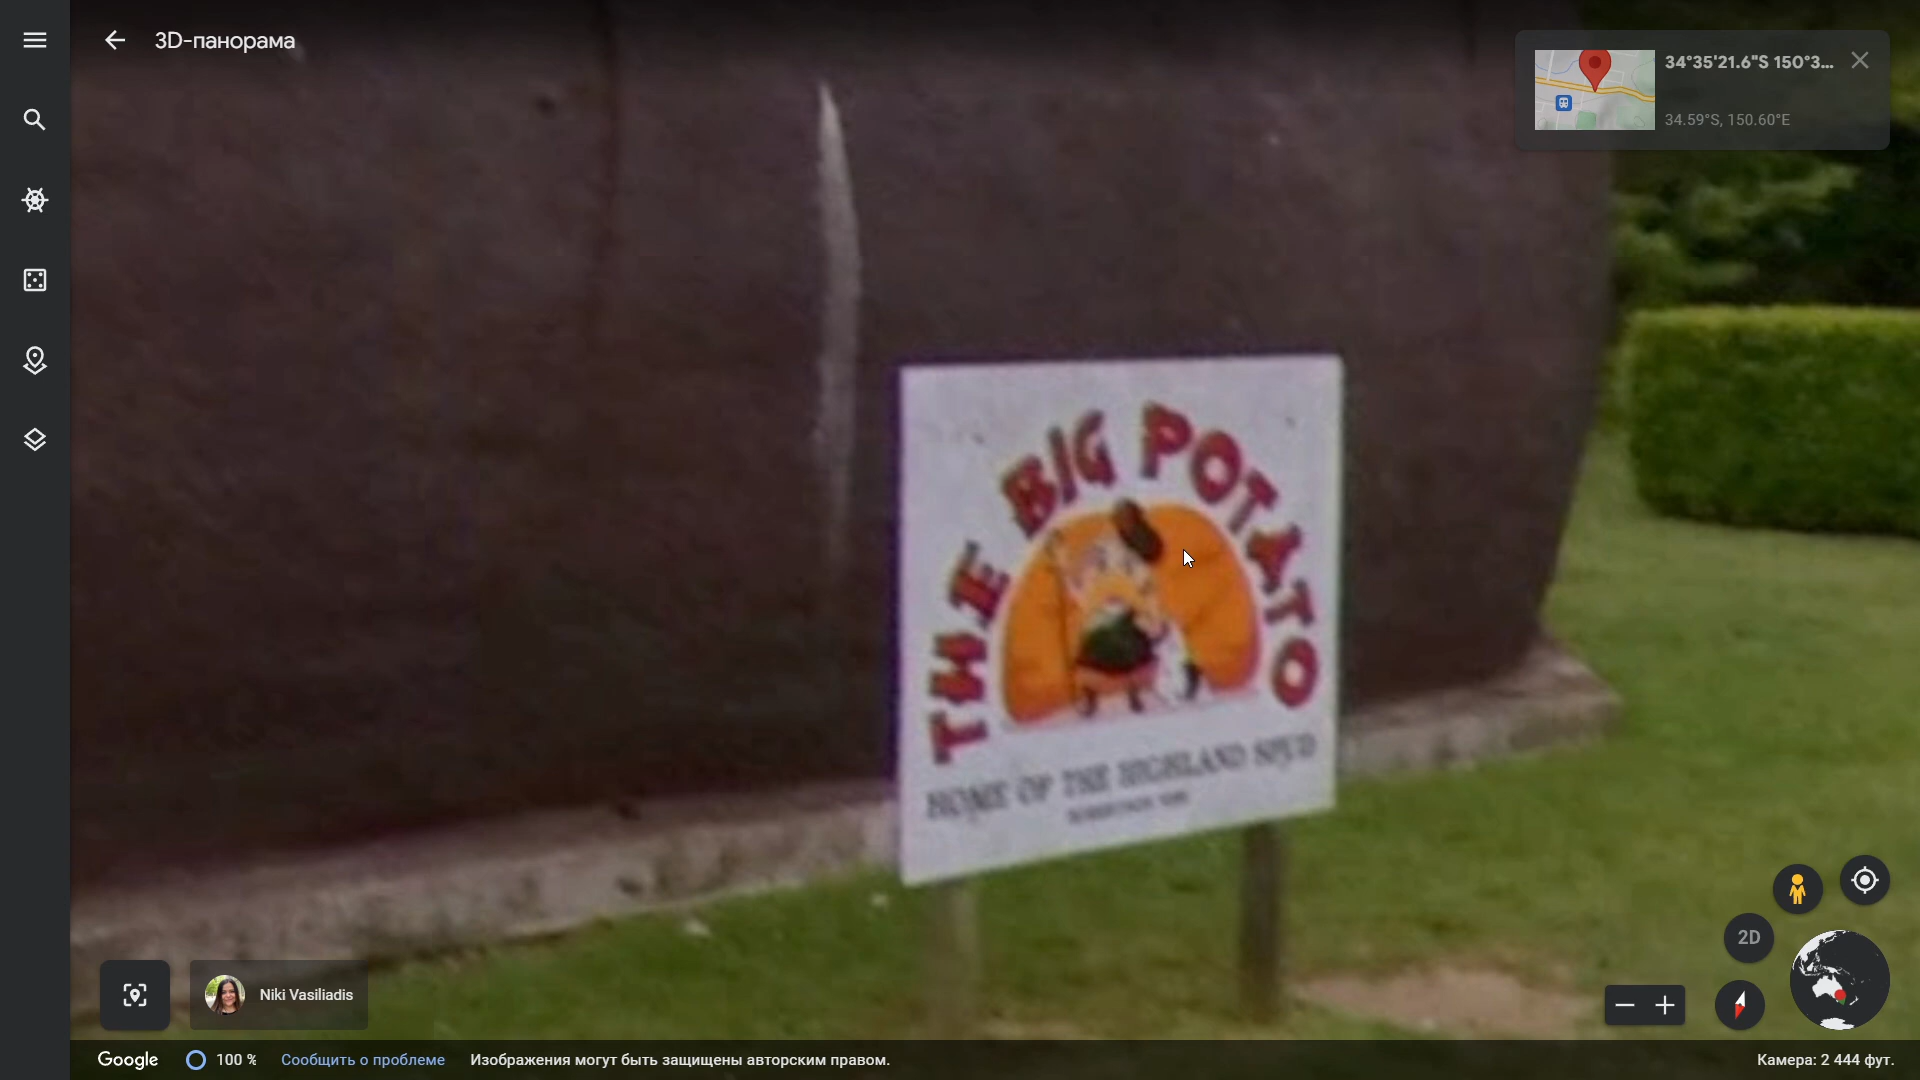 3D-панорама
34°35'21.6"S 150°3...
34.59°S, 150.60°E
THE BIG POTATO
HOME OF THE HIGHLAND SPUD
2D
Niki Vasiliadis
Google
100 %
Сообщить о проблеме
Изображения могут быть защищены авторским правом.
Камера: 2 444 фут.